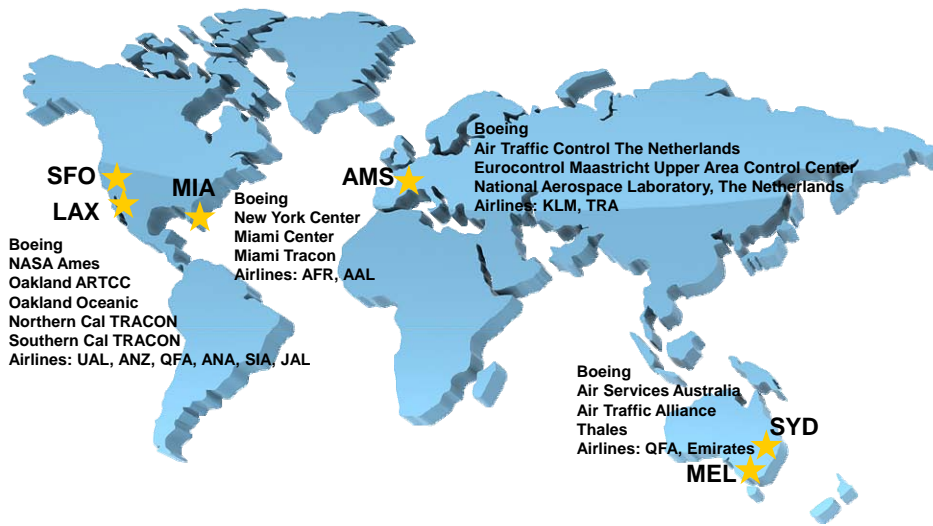 SFO
LAX
Boeing
NASA Ames
Oakland ARTCC
Oakland Oceanic
Northern Cal TRACON
Southern Cal TRACON
Airlines: UAL, ANZ, QFA, ANA, SIA, JAL
MIA
Boeing
New York Center
Miami Center
Miami Tracon
Airlines: AFR, AAL
AMS
Boeing
Air Traffic Control The Netherlands
Eurocontrol Maastricht Upper Area Control Center
National Aerospace Laboratory, The Netherlands
Airlines: KLM, TRA
Boeing
Air Services Australia
Air Traffic Alliance
Thales
Airlines: QFA, Emirates
SYD
MEL